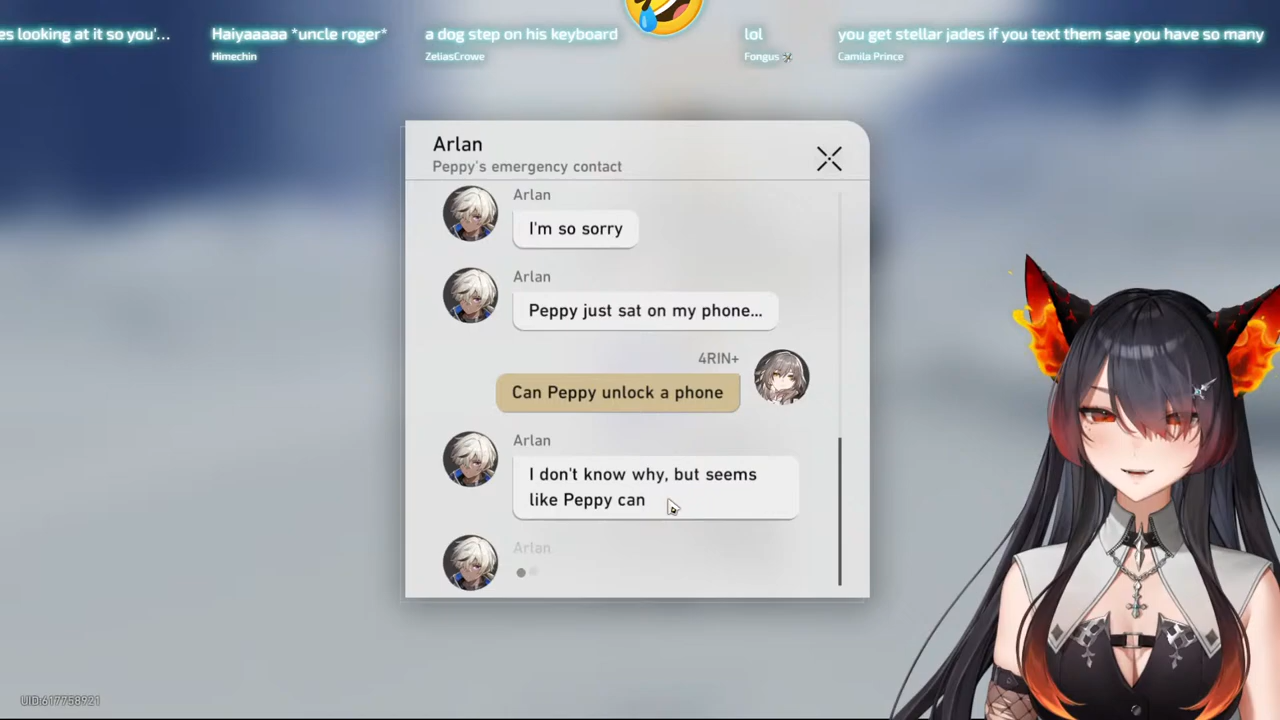 es looking at it so you'...
Haiyaaaaa *uncle roger*
a dog step on his keyboard
lol
you get stellar jades if you text them sae you have so many
Himechin
ZeliasCrowe
Fongus
Camila Prince
Arlan
Peppy's emergency contact
Arlan
I'm so sorry
Arlan
Peppy just sat on my phone...
4RIN+
Can Peppy unlock a phone
Arlan
I don't know why, but seems
like Peppy can
Arlan
UID:617758921